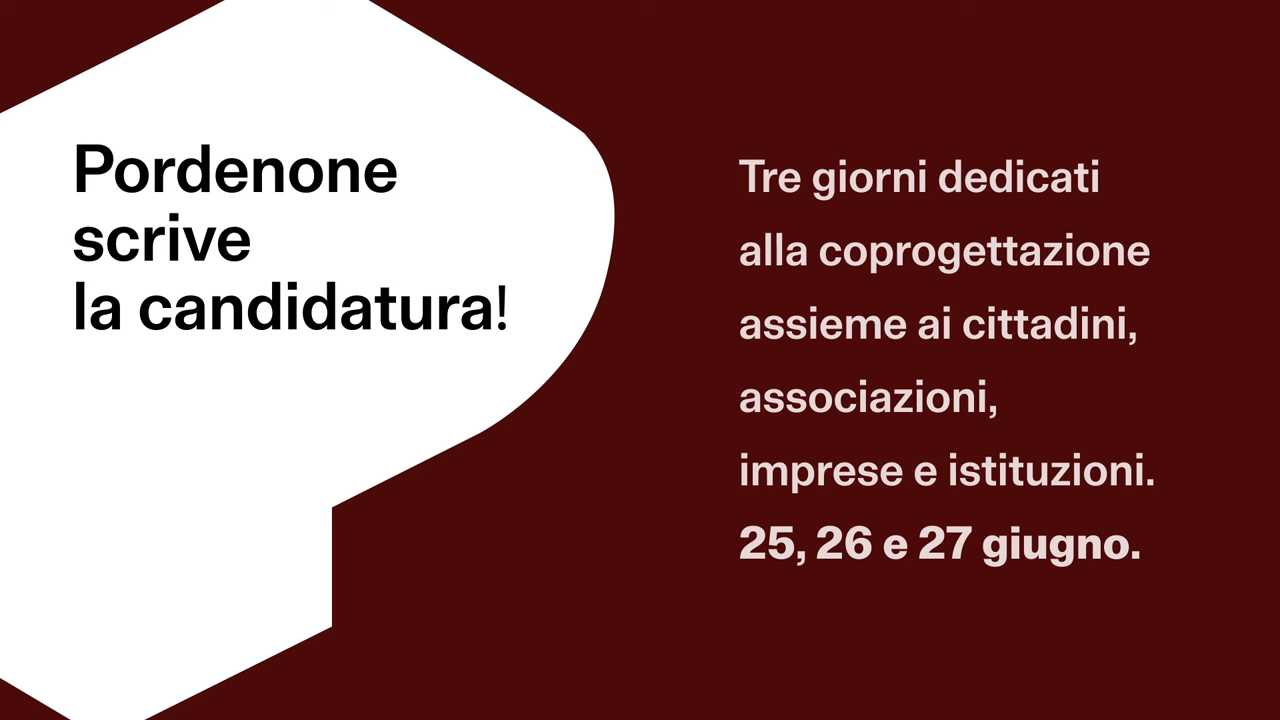 Pordenone
scrive
la candidatura!
Tre giorni dedicati
alla coprogettazione
assieme ai cittadini,
associazioni,
imprese e istituzioni.
25, 26 e 27 giugno.